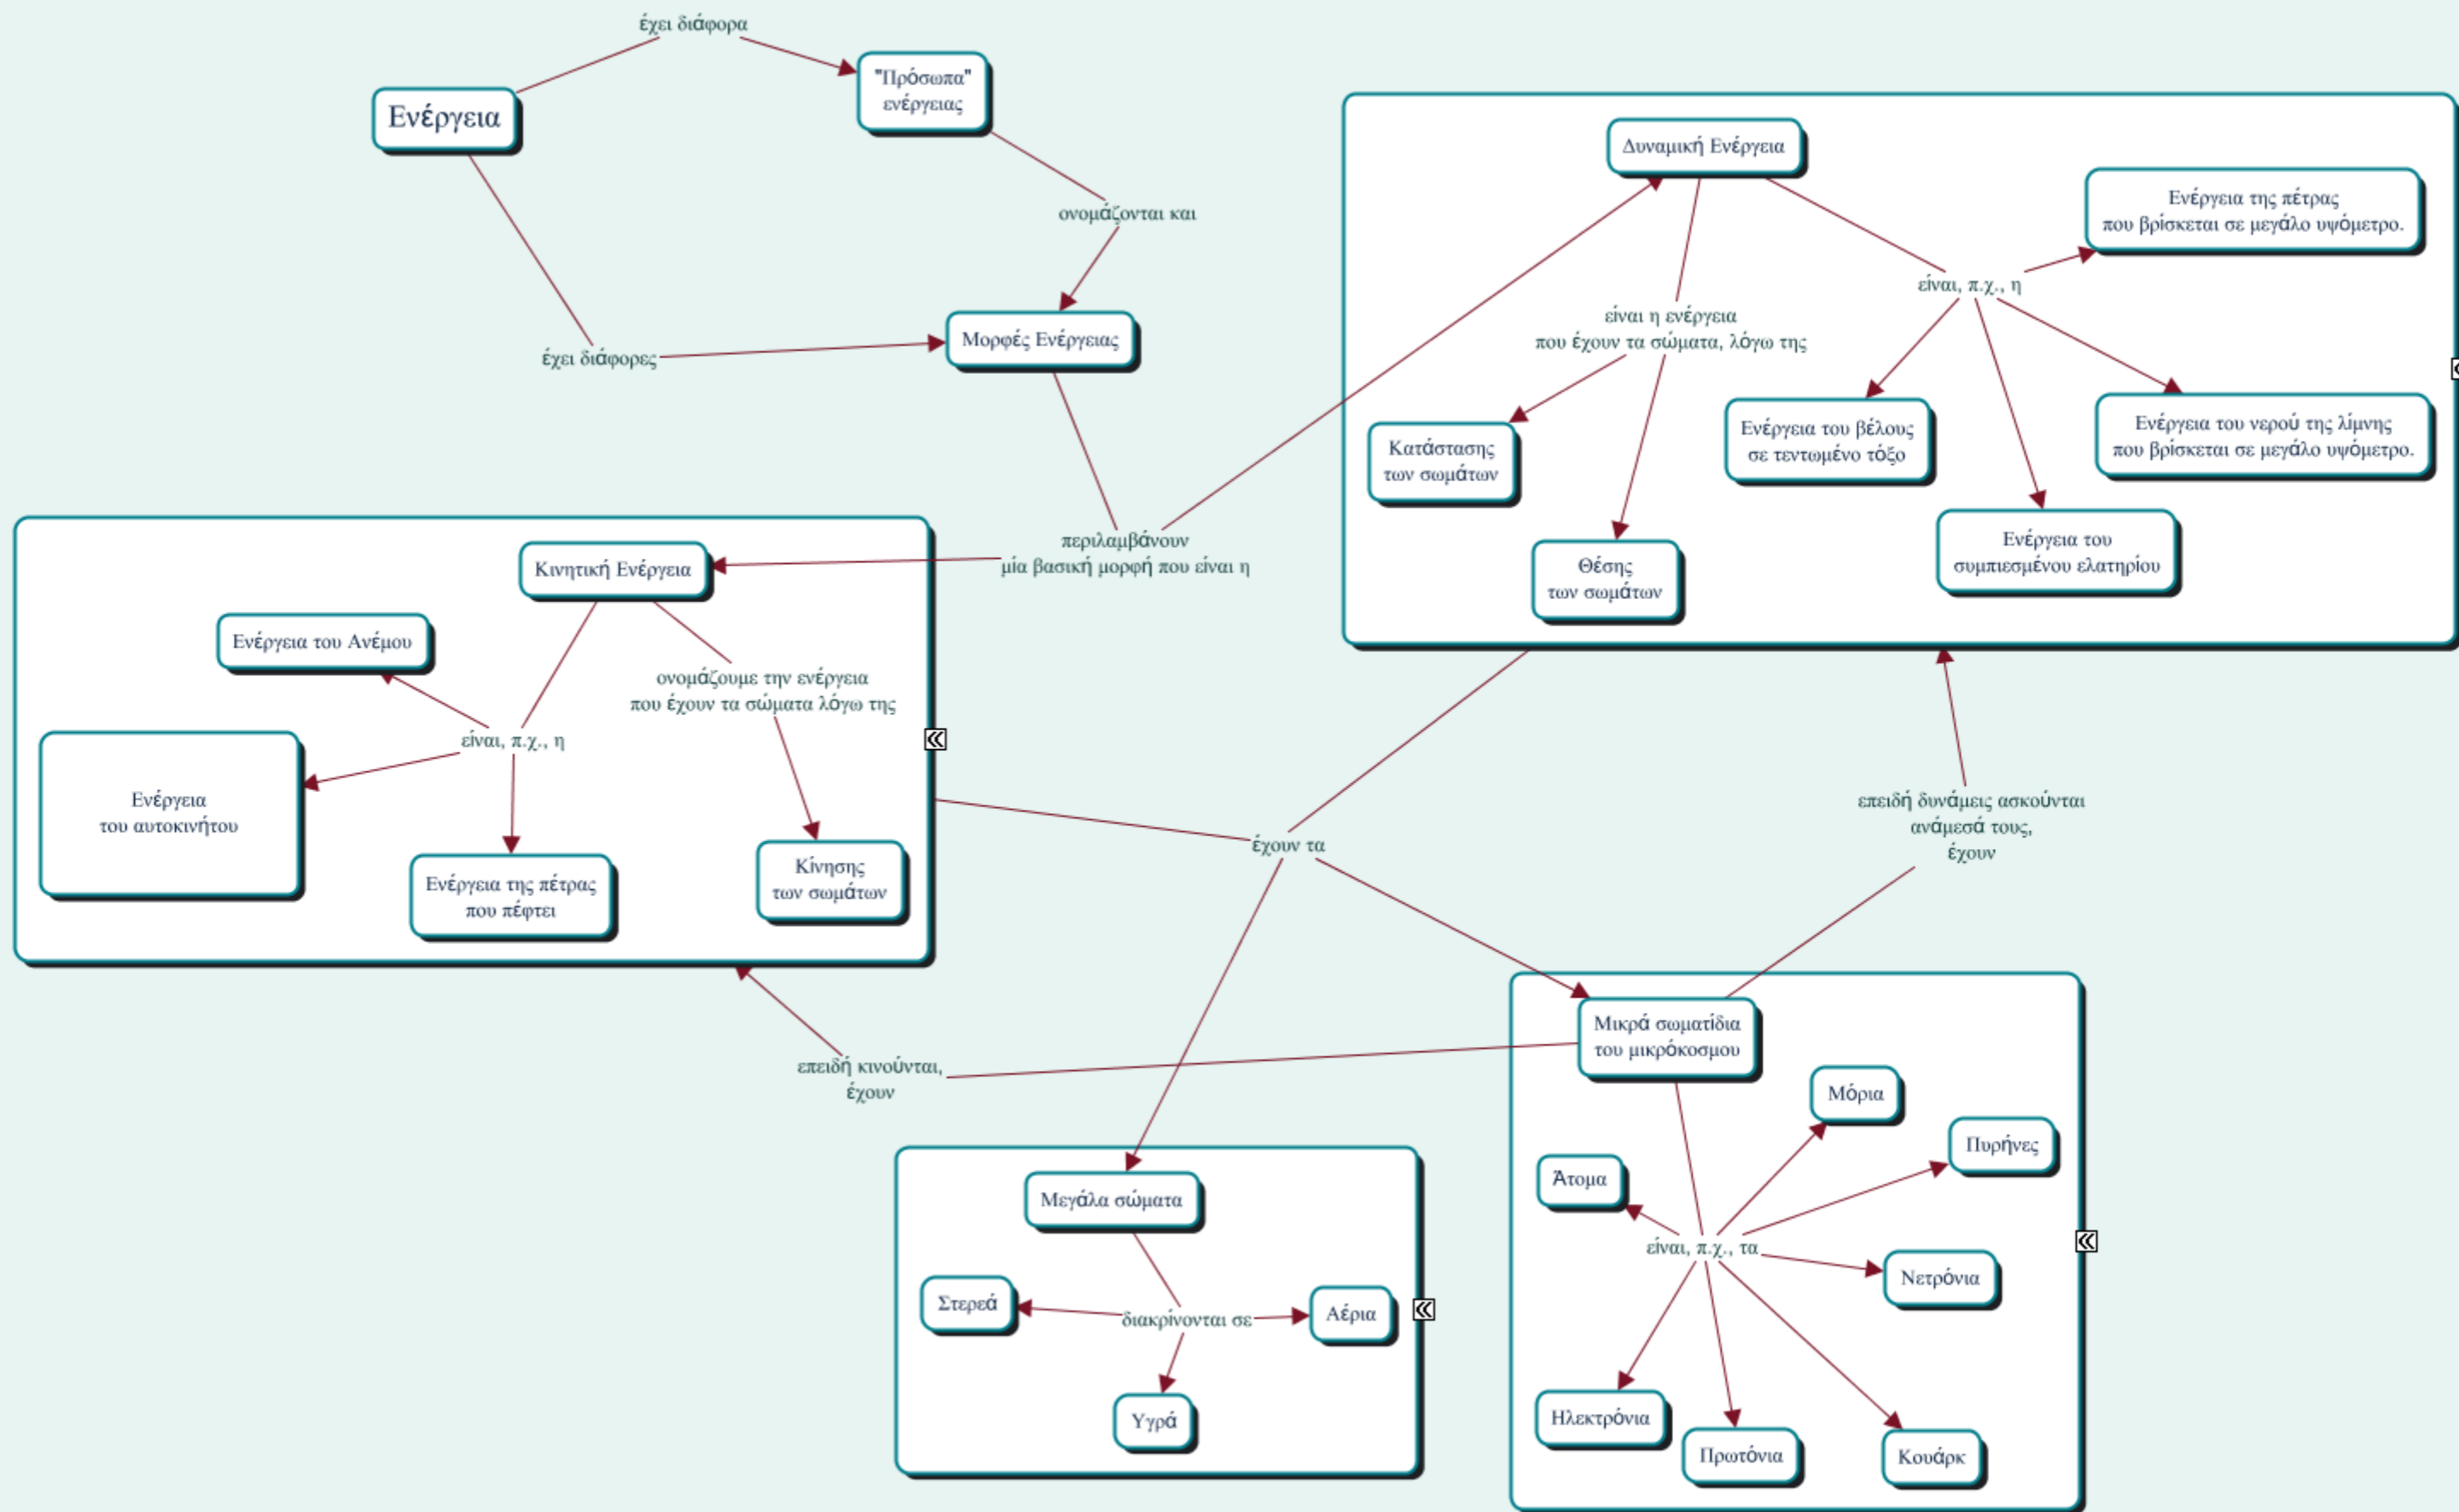 έχει διάφορα
"Πρόσωπα"
ενέργειας
Ενέργεια
ονομάζονται και
Μορφές Ενέργειας
έχει διάφορες
περιλαμβάνουν
μία βασική μορφή που είναι η
Δυναμική Ενέργεια
Ενέργεια της πέτρας
που βρίσκεται σε μεγάλο υψόμετρο.
είναι, π.χ., η
είναι η ενέργεια
που έχουν τα σώματα, λόγω της
Κατάστασης
των σωμάτων
Ενέργεια του βέλους
σε τεντωμένο τόξο
Ενέργεια του νερού της λίμνης
που βρίσκεται σε μεγάλο υψόμετρο.
Θέσης
των σωμάτων
Ενέργεια του
συμπιεσμένου ελατηρίου
Κινητική Ενέργεια
Ενέργεια του Ανέμου
ονομάζουμε την ενέργεια
που έχουν τα σώματα λόγω της
είναι, π.χ., η
Ενέργεια
του αυτοκινήτου
Ενέργεια της πέτρας
που πέφτει
Κίνησης
των σωμάτων
έχουν τα
επειδή δυνάμεις ασκούνται
ανάμεσά τους,
έχουν
επειδή κινούνται,
έχουν
Μικρά σωματίδια
του μικρόκοσμου
Μόρια
Πυρήνες
Άτομα
είναι, π.χ., τα
Νετρόνια
Ηλεκτρόνια
Πρωτόνια
Κουάρκ
Μεγάλα σώματα
Στερεά
διακρίνονται σε
Αέρια
Υγρά